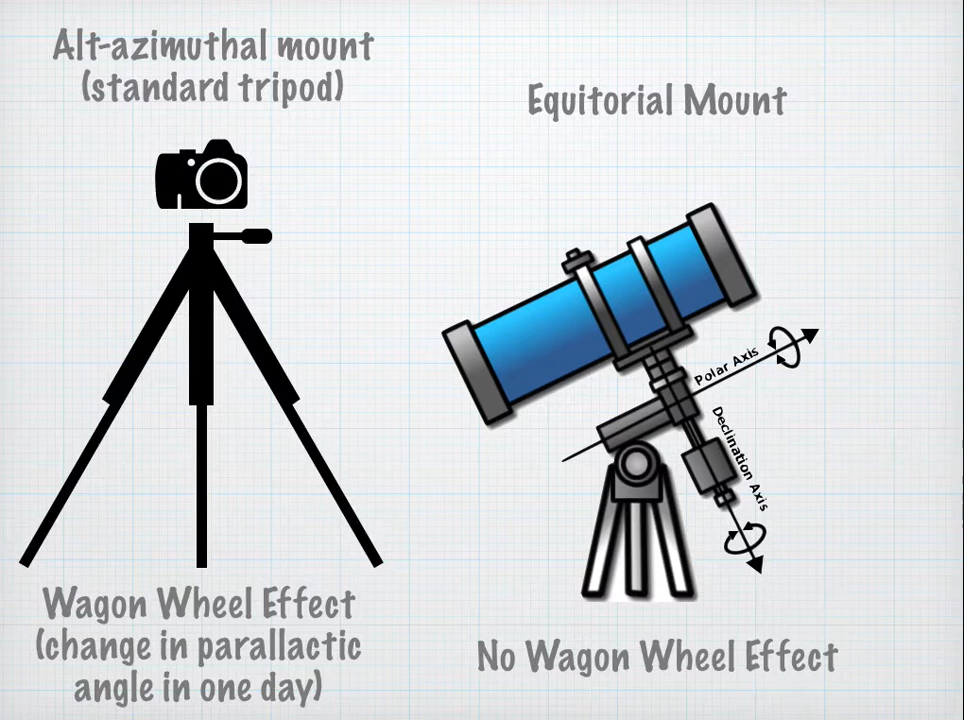 Alt-azimuthal mount
(standard tripod)
Equitorial Mount
Polar Axis
Declination Axis
Wagon Wheel Effect
(change in parallactic
angle in one day)
No Wagon Wheel Effect